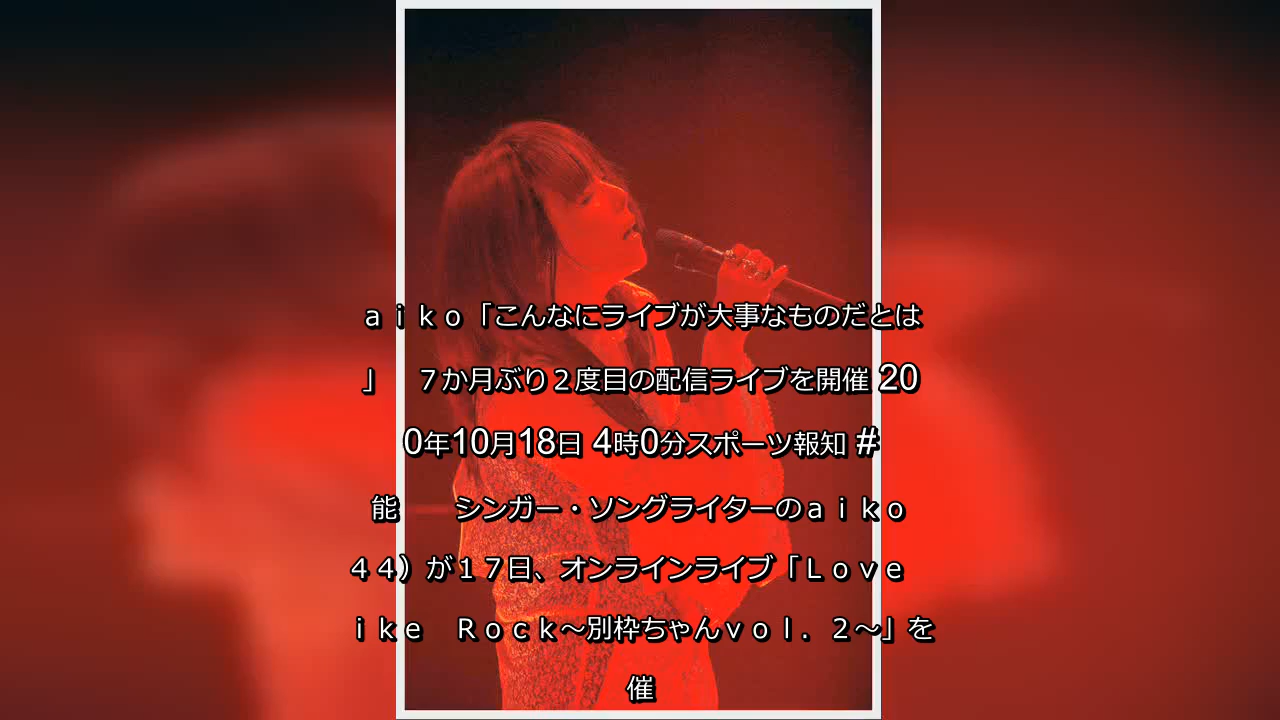 ａｉｋｏ「こんなにライブが大事なものだとは
」　７か月ぶり２度目の配信ライブを開催 20
0年10月18日 4時0分スポーツ報知 #
能　　シンガー・ソングライターのａｉｋｏ
４４）が１７日、オンラインライブ「Ｌｏｖｅ
ｉｋｅ　Ｒｏｃｋ～別枠ちゃんｖｏｌ．２～」を
催